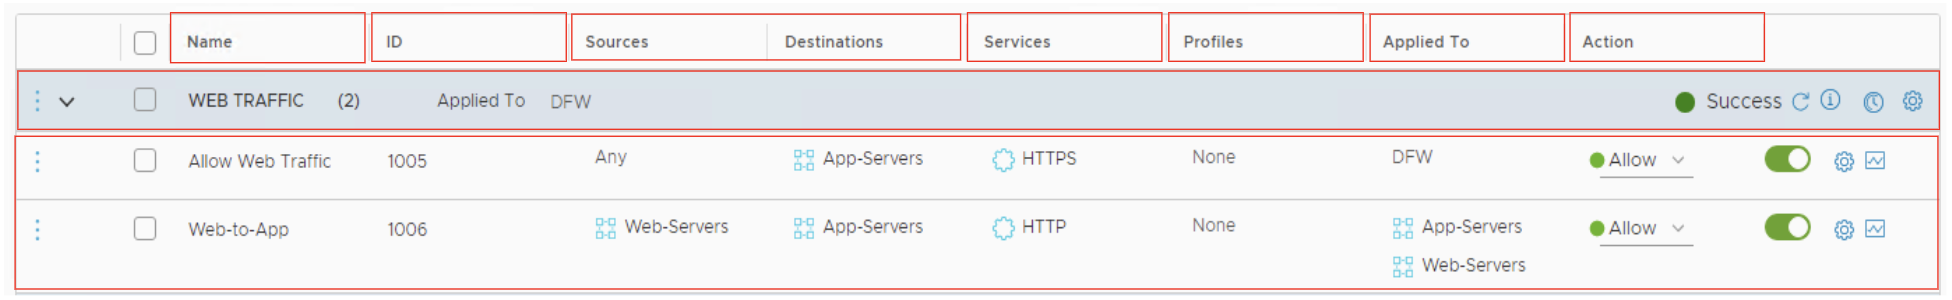 Name ID Sources Destinations Services Profiles Applied To Action
WEB TRAFFIC (2) Applied To DFW Success
Allow Web Traffic 1005 Any App-Servers HTTPS None DFW Allow
Web-to-App 1006 Web-Servers App-Servers HTTP None App-Servers Allow
Web-Servers